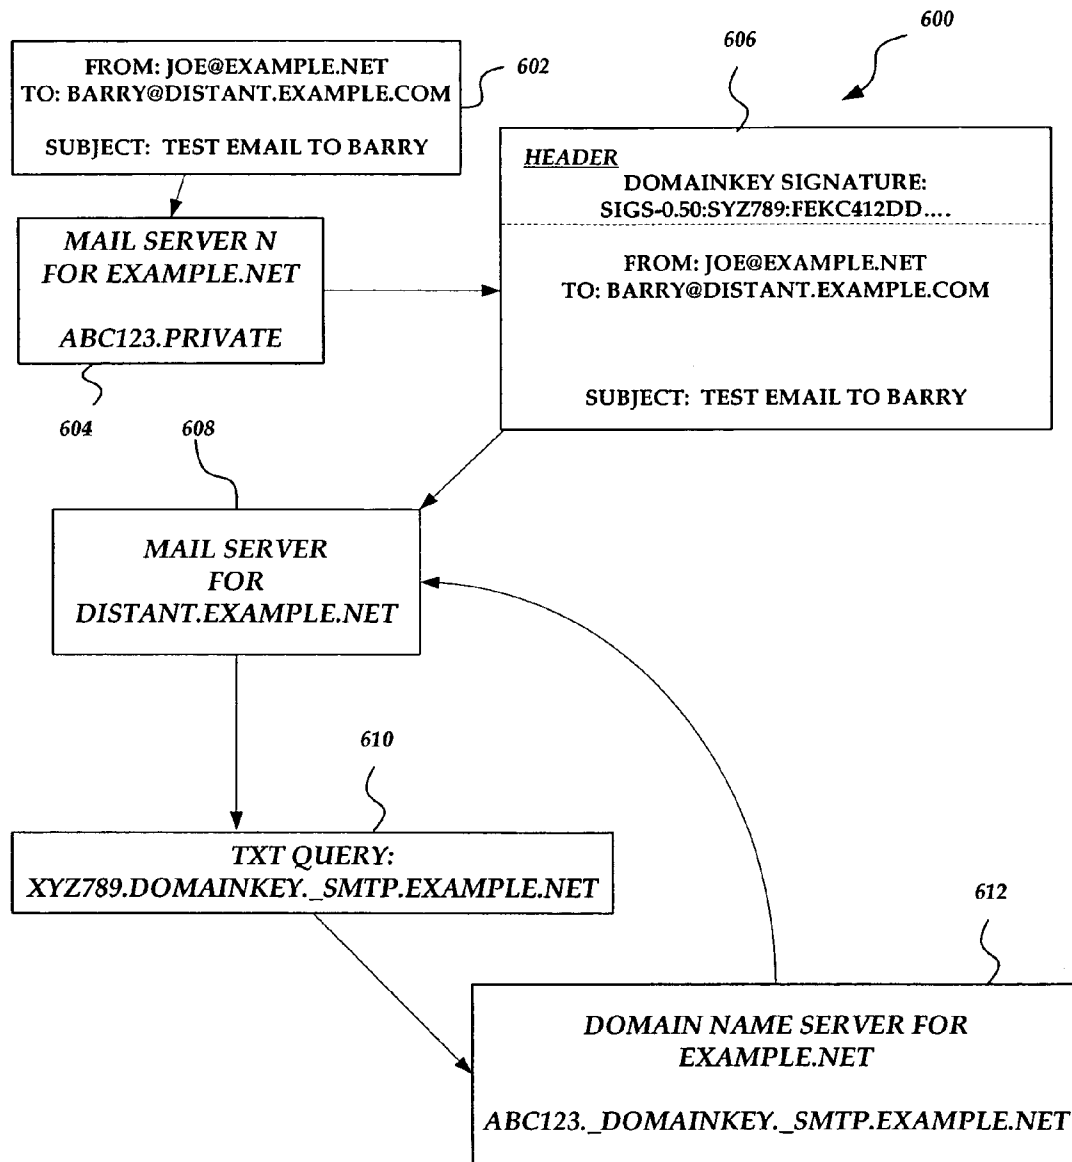 600
FROM: JOE@EXAMPLE.NET
TO: BARRY@DISTANT.EXAMPLE.COM
SUBJECT: TEST EMAIL TO BARRY
602
606
HEADER
DOMAINKEY SIGNATURE:
SIGS-0.50:SYZ789:FEKC412DD....
FROM: JOE@EXAMPLE.NET
TO: BARRY@DISTANT.EXAMPLE.COM
SUBJECT: TEST EMAIL TO BARRY
MAIL SERVER N
FOR EXAMPLE.NET
ABC123.PRIVATE
604
608
MAIL SERVER
FOR
DISTANT.EXAMPLE.NET
610
TXT QUERY:
XYZ789.DOMAINKEY._SMTP.EXAMPLE.NET
612
DOMAIN NAME SERVER FOR
EXAMPLE.NET
ABC123._DOMAINKEY._SMTP.EXAMPLE.NET